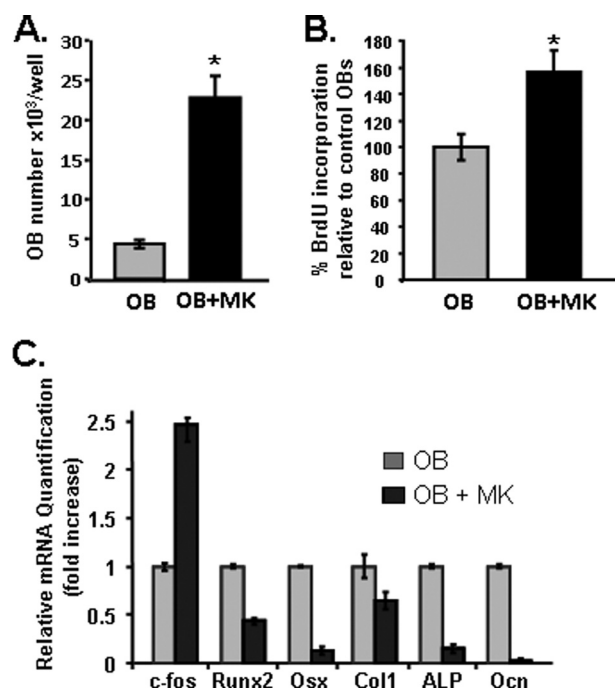 A.
OB number x10³/well
30
25
20
15
10
5
0
*
OB
OB+MK
B.
% BrdU incorporation
relative to control OBs
180
160
140
120
100
80
60
40
20
0
*
OB
OB+MK
C.
Relative mRNA Quantification
(fold increase)
2.5
2
1.5
1
0.5
0
OB
OB + MK
c-fos Runx2 Osx Col1 ALP Ocn